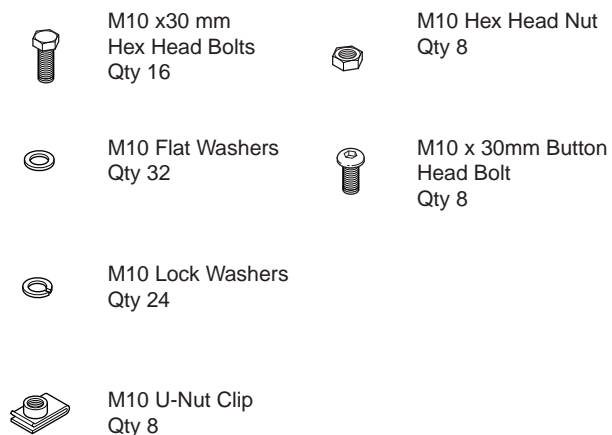 M10 x30 mm
Hex Head Bolts
Qty 16
M10 Hex Head Nut
Qty 8
M10 Flat Washers
Qty 32
M10 x 30mm Button
Head Bolt
Qty 8
M10 Lock Washers
Qty 24
M10 U-Nut Clip
Qty 8